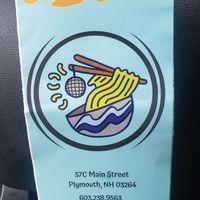 57C Main Street
Plymouth, NH 03264
603.238.9563